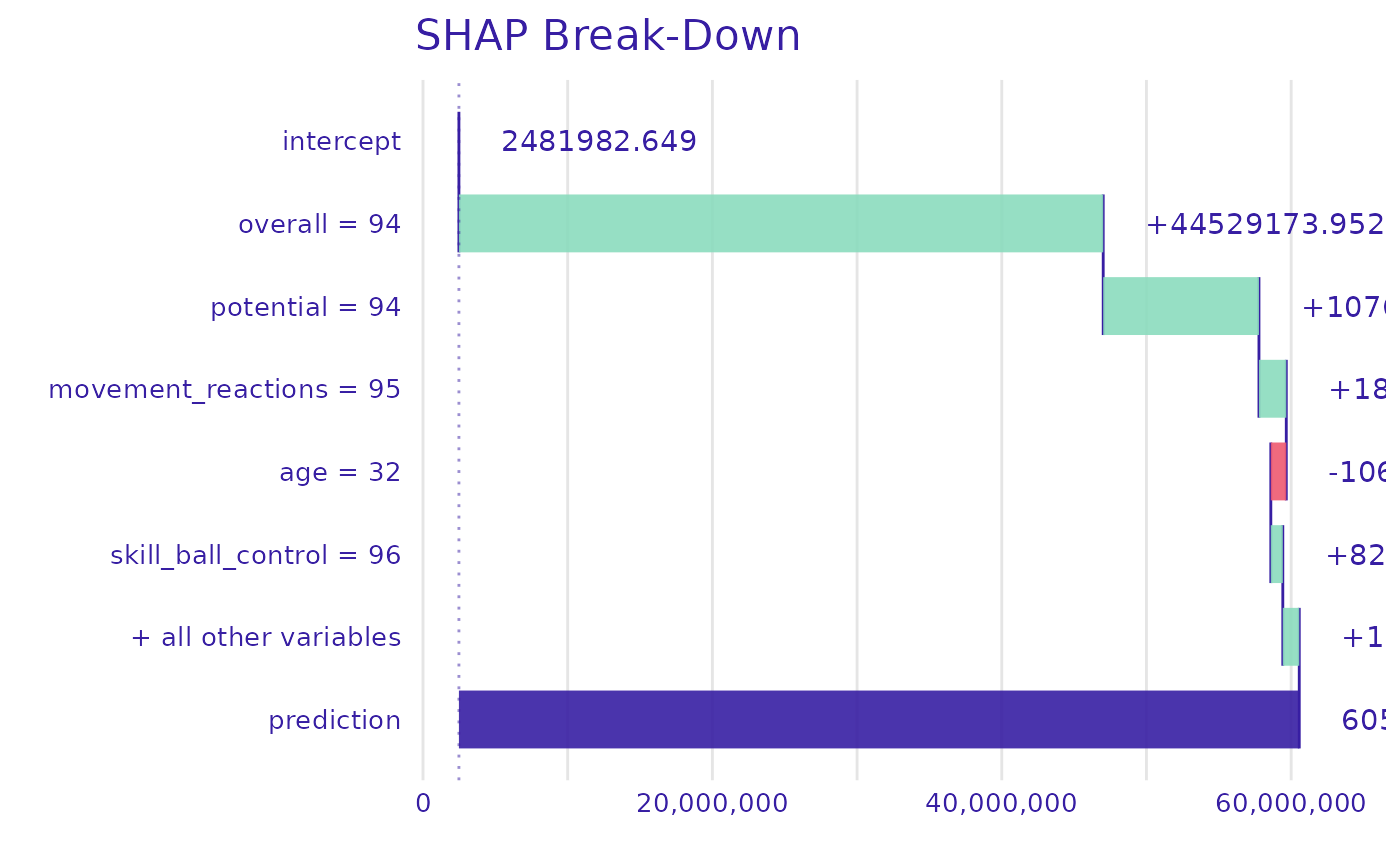 SHAP Break-Down
intercept 2481982.649
overall = 94 +44529173.952
potential = 94 +1076
movement_reactions = 95 +18
age = 32 -106
skill_ball_control = 96 +82
+ all other variables +1
prediction 605
0 20,000,000 40,000,000 60,000,000